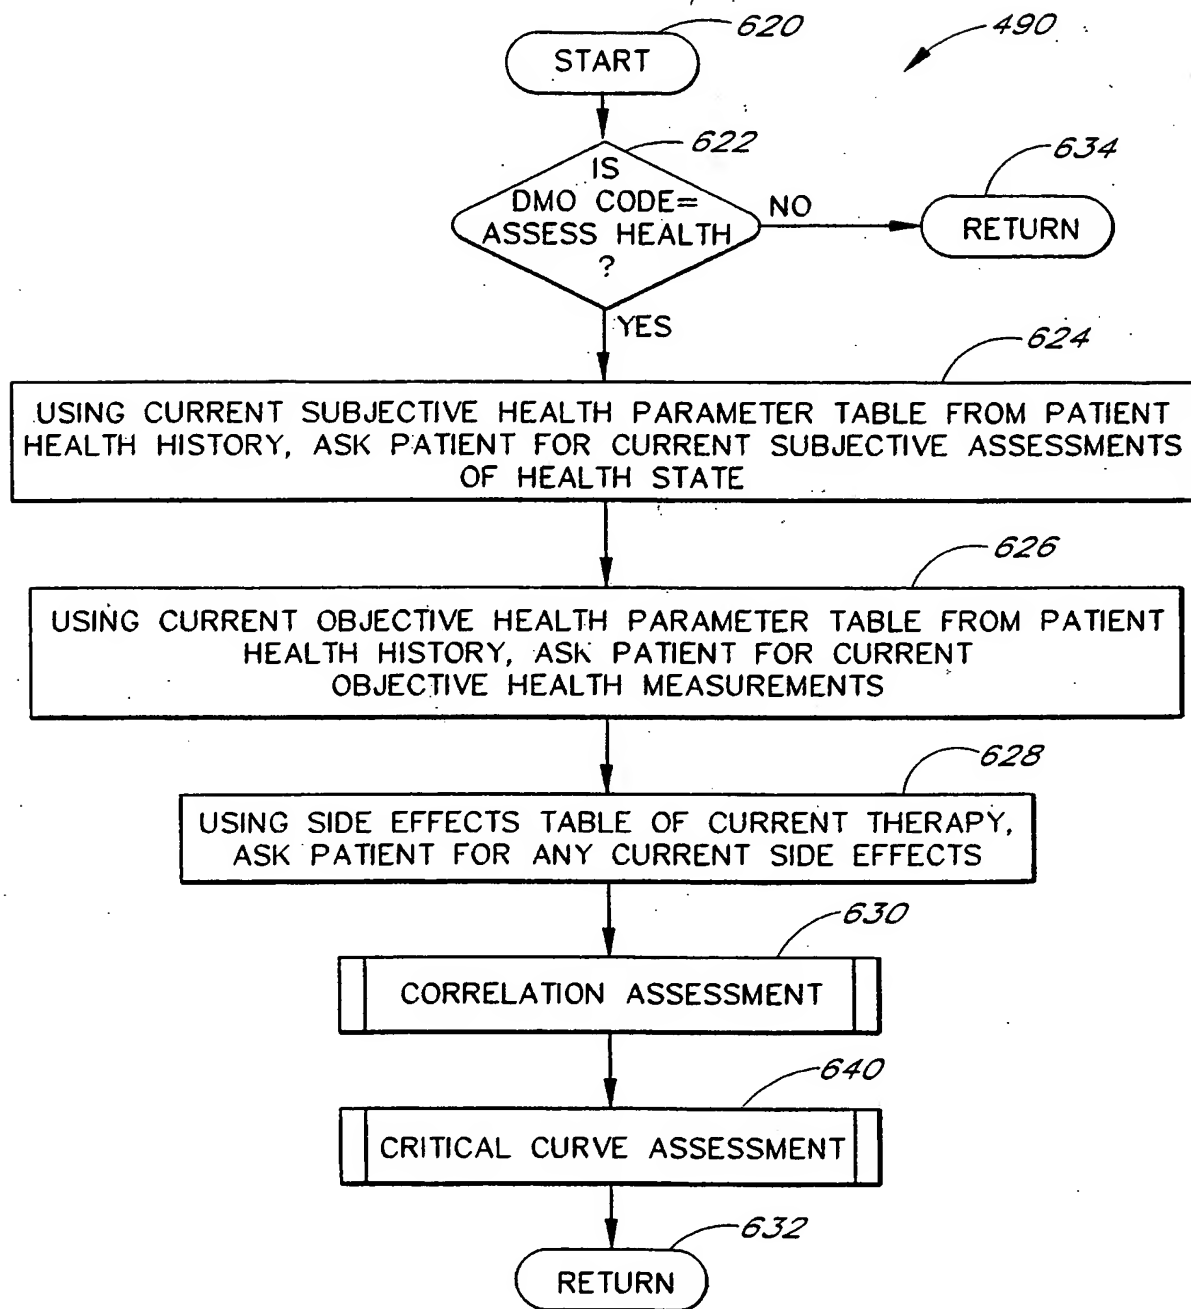 620
490
START
622
634
IS
DMO CODE=
ASSESS HEALTH
?
NO
RETURN
YES
624
USING CURRENT SUBJECTIVE HEALTH PARAMETER TABLE FROM PATIENT
HEALTH HISTORY, ASK PATIENT FOR CURRENT SUBJECTIVE ASSESSMENTS
OF HEALTH STATE
626
USING CURRENT OBJECTIVE HEALTH PARAMETER TABLE FROM PATIENT
HEALTH HISTORY, ASK PATIENT FOR CURRENT
OBJECTIVE HEALTH MEASUREMENTS
628
USING SIDE EFFECTS TABLE OF CURRENT THERAPY,
ASK PATIENT FOR ANY CURRENT SIDE EFFECTS
630
CORRELATION ASSESSMENT
640
CRITICAL CURVE ASSESSMENT
632
RETURN